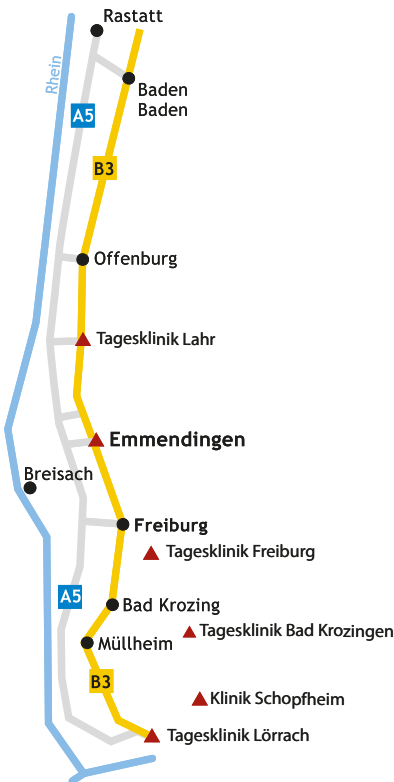 Rastatt
Rhein
Baden
Baden
A5
B3
Offenburg
Tagesklinik Lahr
Emmendingen
Breisach
Freiburg
Tagesklinik Freiburg
A5
Bad Krozing
Tagesklinik Bad Krozingen
Müllheim
B3
Klinik Schopfheim
Tagesklinik Lörrach